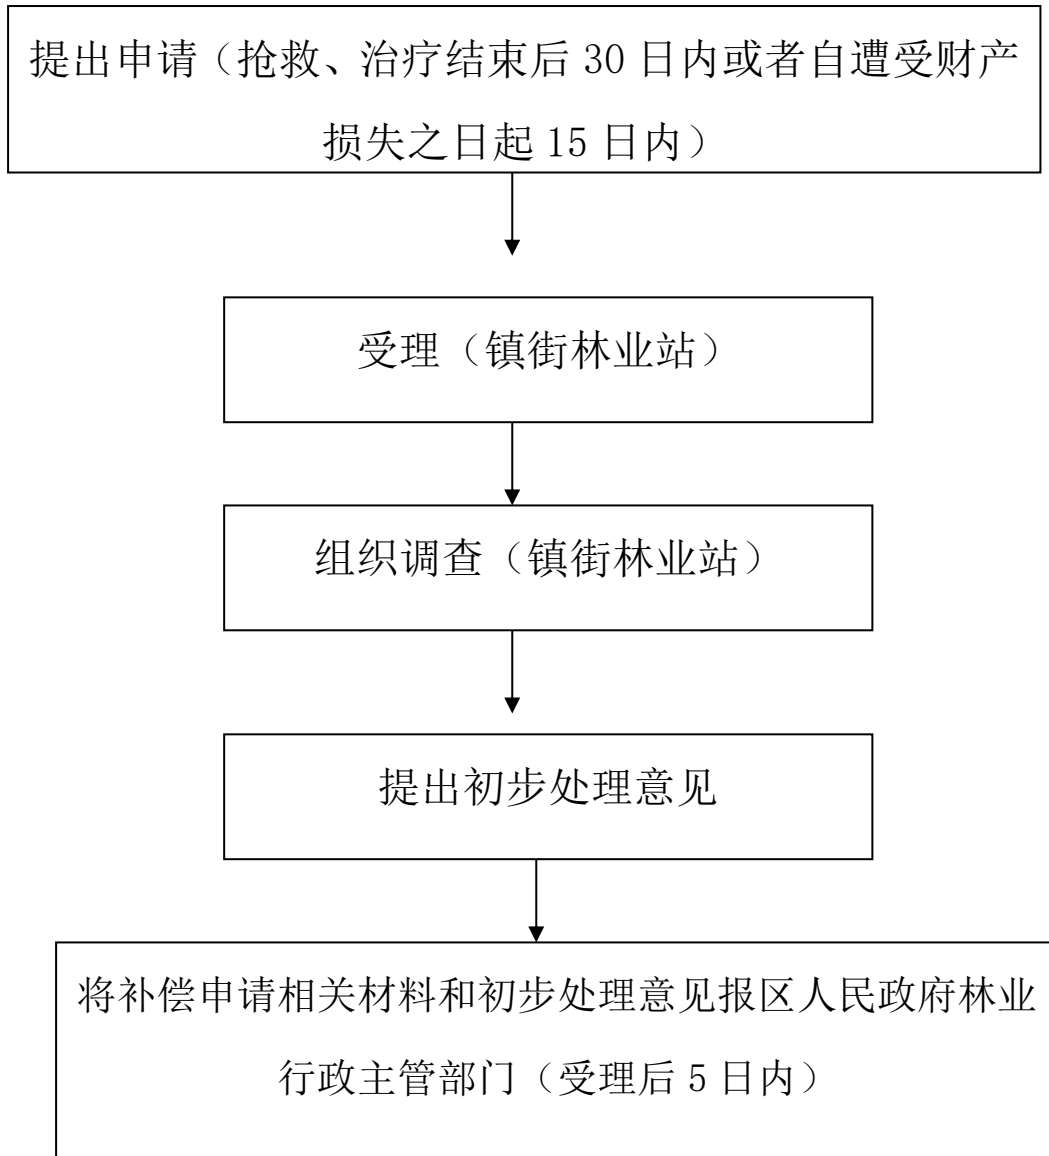 提出申请（抢救、治疗结束后 30 日内或者自遭受财产
损失之日起 15 日内）
受理（镇街林业站）
组织调查（镇街林业站）
提出初步处理意见
将补偿申请相关材料和初步处理意见报区人民政府林业
行政主管部门（受理后 5 日内）